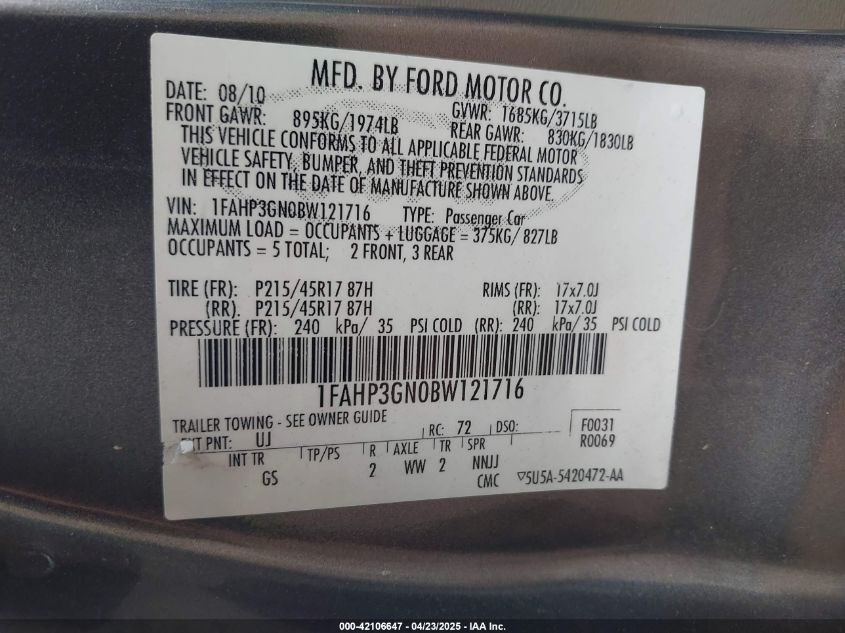 MFD. BY FORD MOTOR CO.
DATE: 08/10 GVWR: 1685KG/3715LB
FRONT GAWR: 895KG/1974LB REAR GAWR: 830KG/1830LB
THIS VEHICLE CONFORMS TO ALL APPLICABLE FEDERAL MOTOR
VEHICLE SAFETY, BUMPER, AND THEFT PREVENTION STANDARDS
IN EFFECT ON THE DATE OF MANUFACTURE SHOWN ABOVE.
VIN: 1FAHP3GN0BW121716 TYPE: Passenger Car
MAXIMUM LOAD = OCCUPANTS + LUGGAGE = 375KG/ 827LB
OCCUPANTS = 5 TOTAL; 2 FRONT, 3 REAR
TIRE (FR): P215/45R17 87H RIMS (FR): 17x7.0J
(RR): P215/45R17 87H (RR): 17x7.0J
PRESSURE (FR): 240 kPa/ 35 PSI COLD (RR): 240 kPa/ 35 PSI COLD
1FAHP3GN0BW121716
TRAILER TOWING - SEE OWNER GUIDE
PNT: UJ RC: 72 DSO: F0031
R0069
INT TR TP/PS R AXLE TR SPR
GS 2 WW 2 NNJJ
CMC ▽5U5A-5420472-AA
000-42106647 - 04/23/2025 - IAA Inc.